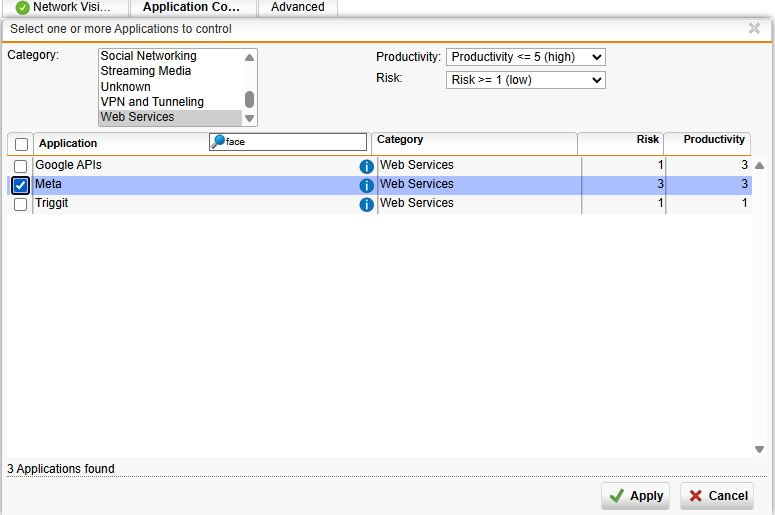 Network Visi... Application Co... Advanced
Select one or more Applications to control
Category:
Social Networking
Streaming Media
Unknown
VPN and Tunneling
Web Services
Productivity: Productivity <= 5 (high)
Risk: Risk >= 1 (low)
Application face Category Risk Productivity
Google APIs Web Services 1 3
Meta Web Services 3 3
Triggit Web Services 1 1
3 Applications found
Apply Cancel